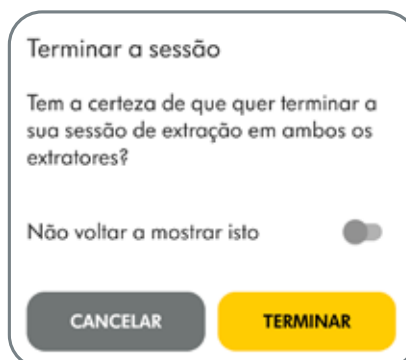 Terminar a sessão
Tem a certeza de que quer terminar a
sua sessão de extração em ambos os
extratores?
Não voltar a mostrar isto
CANCELAR
TERMINAR